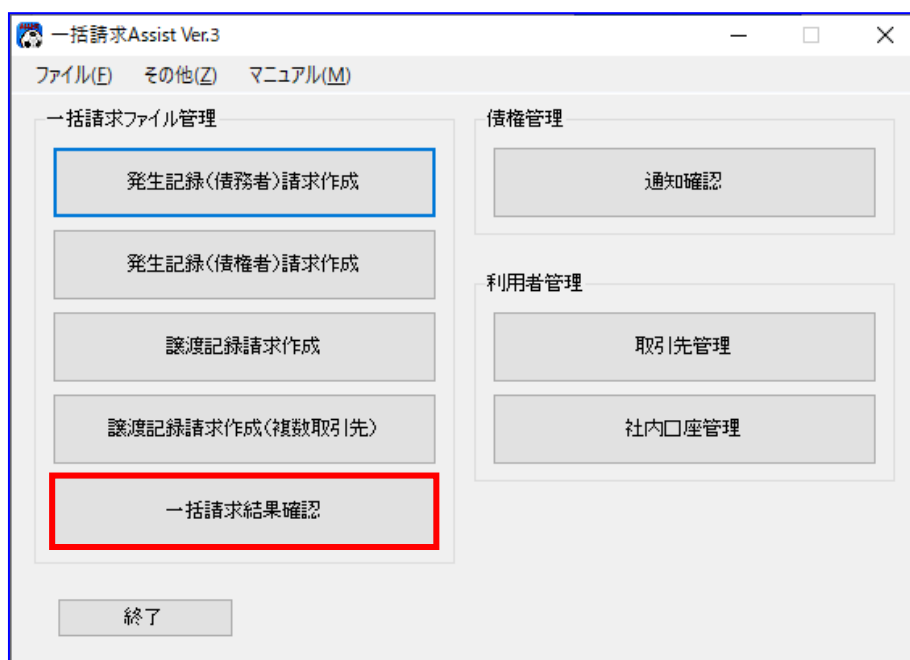 一括請求Assist Ver.3
ファイル(F) その他(Z) マニュアル(M)
一括請求ファイル管理
発生記録(債務者)請求作成
発生記録(債権者)請求作成
譲渡記録請求作成
譲渡記録請求作成(複数取引先)
一括請求結果確認
債権管理
通知確認
利用者管理
取引先管理
社内口座管理
終了